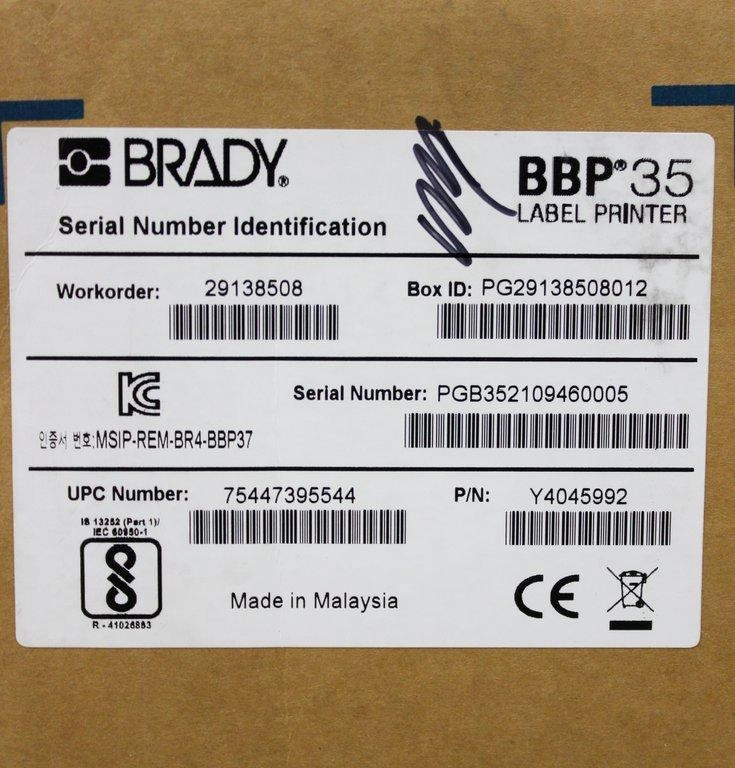 BRADY®
BBP®35
LABEL PRINTER
Serial Number Identification
Workorder: 29138508
Box ID: PG29138508012
Serial Number: PGB352109460005
인증서 번호:MSIP-REM-BR4-BBP37
UPC Number: 75447395544
P/N: Y4045992
IS 13252 (Part 1)/
IEC 60950-1
R - 41026883
Made in Malaysia
CE